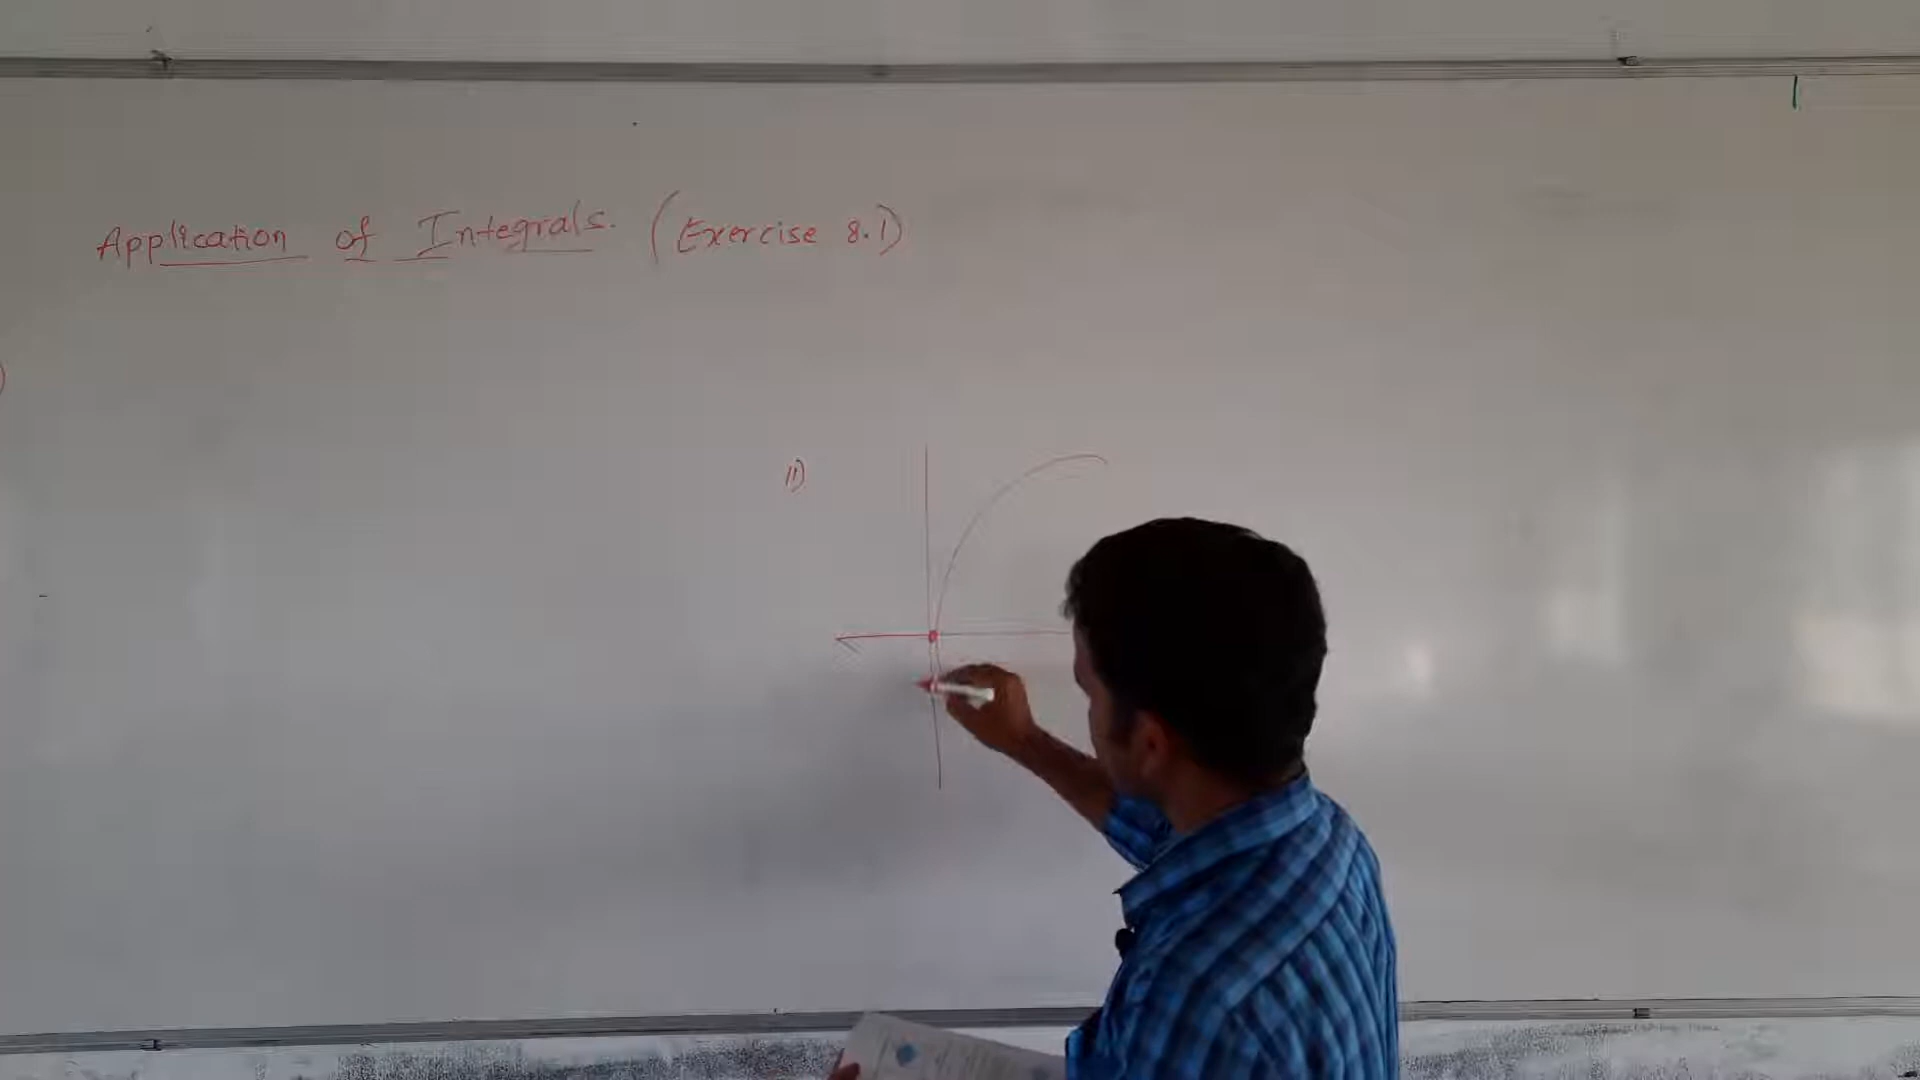 Application of Integrals. (Exercise 8.1)
11)